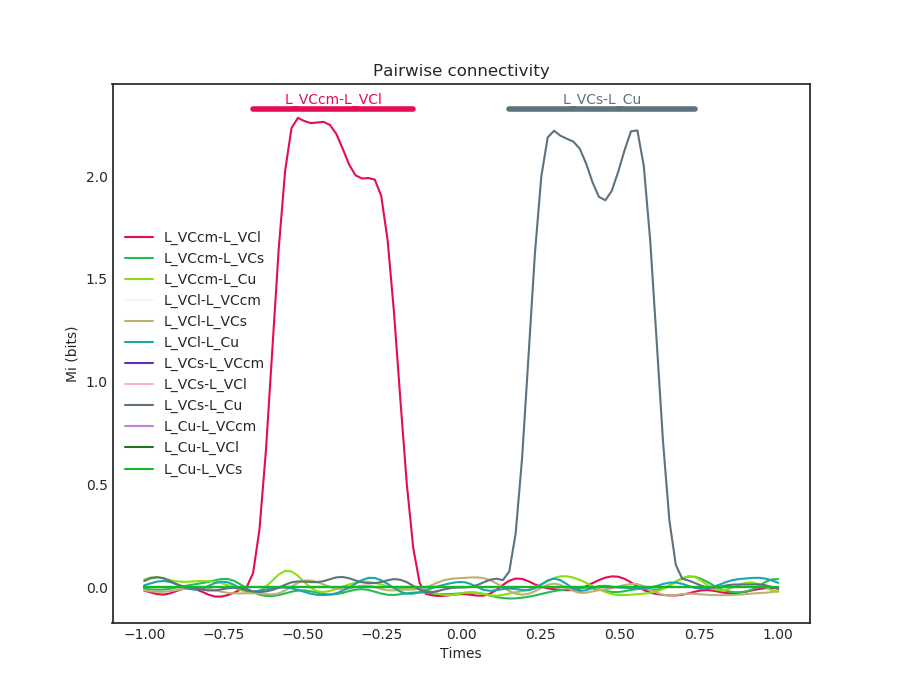 Pairwise connectivity
L_VCcm-L_VCl
L_VCs-L_Cu
Mi (bits)
2.0
1.5
1.0
0.5
0.0
L_VCcm-L_VCl
L_VCcm-L_VCs
L_VCcm-L_Cu
L_VCl-L_VCcm
L_VCl-L_VCs
L_VCl-L_Cu
L_VCs-L_VCcm
L_VCs-L_VCl
L_VCs-L_Cu
L_Cu-L_VCcm
L_Cu-L_VCl
L_Cu-L_VCs
−1.00 −0.75 −0.50 −0.25 0.00 0.25 0.50 0.75 1.00
Times